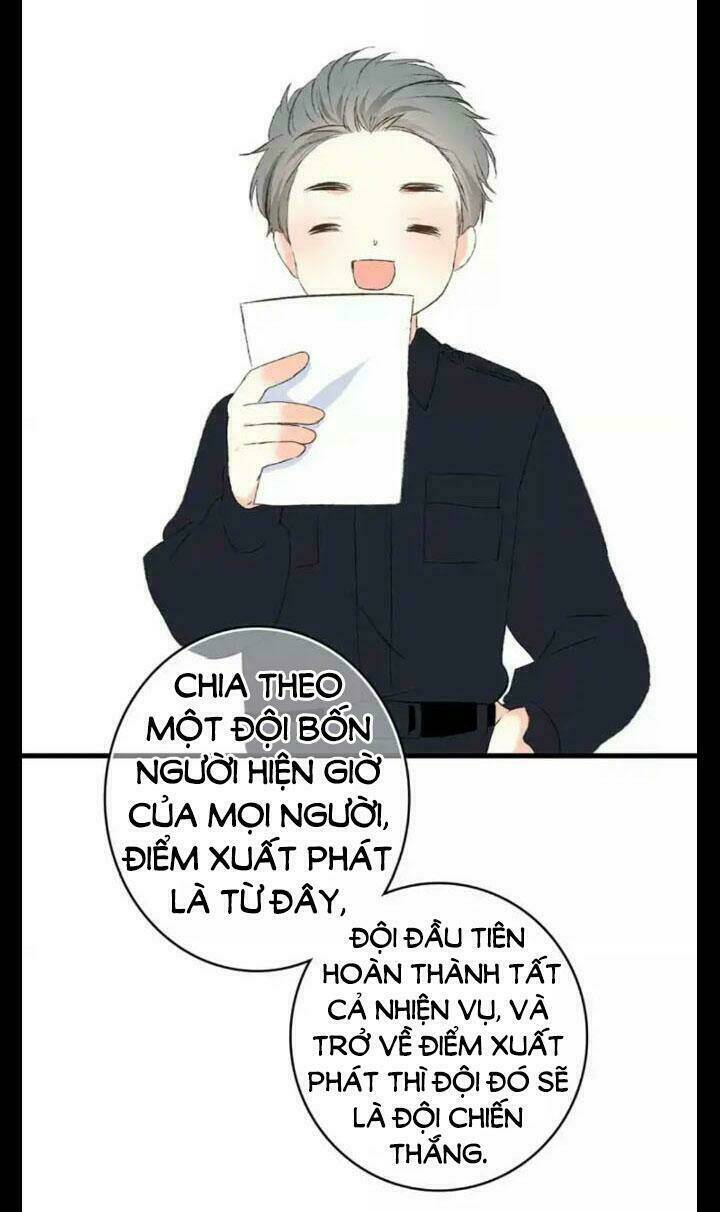 CHIA THEO
MỘT ĐỘI BỐN
NGƯỜI HIỆN GIỜ
CỦA MỌI NGƯỜI,
ĐIỂM XUẤT PHÁT
LÀ TỪ ĐÂY,
ĐỘI ĐẦU TIÊN
HOÀN THÀNH TẤT
CẢ NHIỆN VỤ, VÀ
TRỞ VỀ ĐIỂM XUẤT
PHÁT THÌ ĐỘI ĐÓ SẼ
LÀ ĐỘI CHIẾN
THẮNG.